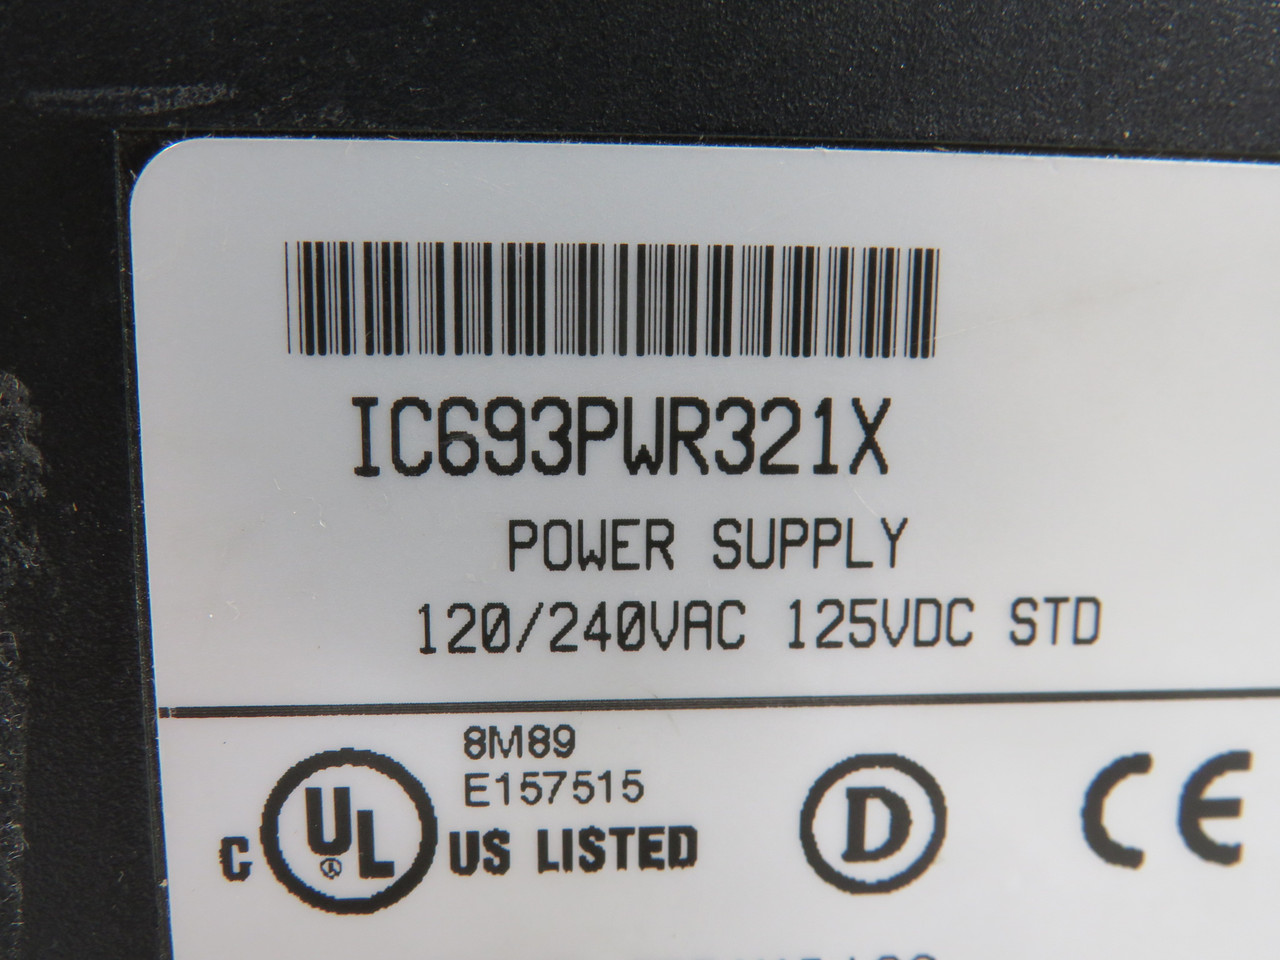 IC693PWR321X
POWER SUPPLY
120/240VAC 125VDC STD
8M89
E157515
C UL ® US LISTED
D
CE